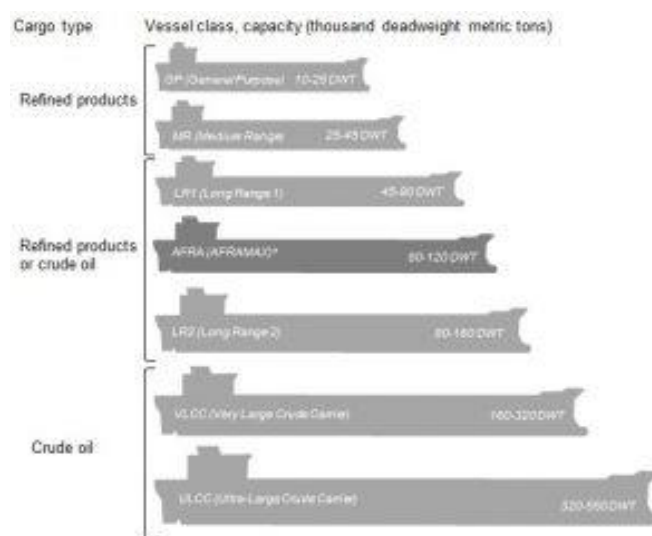 Cargo type
Vessel class, capacity (thousand deadweight metric tons)
Refined products
GP (General Purpose) 10-25 DWT
MR (Medium Range) 25-45 DWT
Refined products
or crude oil
LR1 (Long Range 1) 45-80 DWT
AFRA (AFRAMAX)* 80-120 DWT
LR2 (Long Range 2) 80-160 DWT
Crude oil
VLCC (Very Large Crude Carrier) 160-320 DWT
ULCC (Ultra-Large Crude Carrier) 320-550 DWT